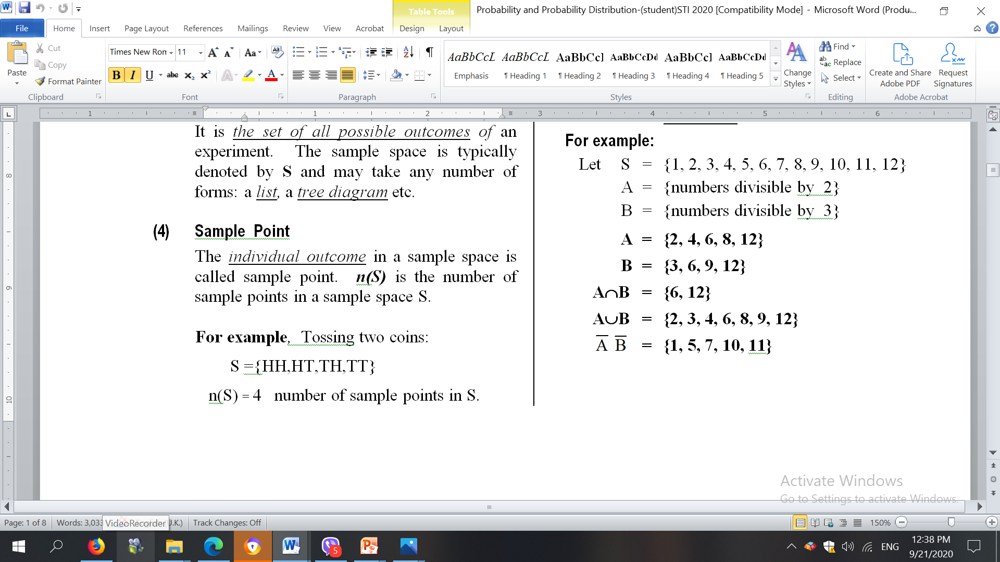 Table Tools
Probability and Probability Distribution-(student)STI 2020 [Compatibility Mode] - Microsoft Word (Produ...
File Home Insert Page Layout References Mailings Review View Acrobat Design Layout
Paste
Cut
Copy
Format Painter
Clipboard
Times New Rom 11
Font
Paragraph
AaBbCcL AaBbCcL AaBbCc] AaBbCcDd AaBbCc] AaBbCcDd
Emphasis ¶ Heading 1 ¶ Heading 2 ¶ Heading 3 ¶ Heading 4 ¶ Heading 5
Styles
Change Styles
Find
Replace
Select
Editing
Create and Share Adobe PDF
Request Signatures
Adobe Acrobat
1 1 2 3 4 5 6
8
9
10
It is the set of all possible outcomes of an
experiment. The sample space is typically
denoted by S and may take any number of
forms: a list, a tree diagram etc.
(4) Sample Point
The individual outcome in a sample space is
called sample point. n(S) is the number of
sample points in a sample space S.
For example, Tossing two coins:
S ={HH,HT,TH,TT}
n(S) = 4 number of sample points in S.
For example:
Let S = {1, 2, 3, 4, 5, 6, 7, 8, 9, 10, 11, 12}
A = {numbers divisible by 2}
B = {numbers divisible by 3}
A = {2, 4, 6, 8, 12}
B = {3, 6, 9, 12}
A∩B = {6, 12}
A∪B = {2, 3, 4, 6, 8, 9, 12}
A̅ B̅ = {1, 5, 7, 10, 11}
Activate Windows
Go to Settings to activate Windows.
Page: 1 of 8 Words: 3,033 VideoRecorder U.K.) Track Changes: Off 150%
5
ENG
12:38 PM
9/21/2020